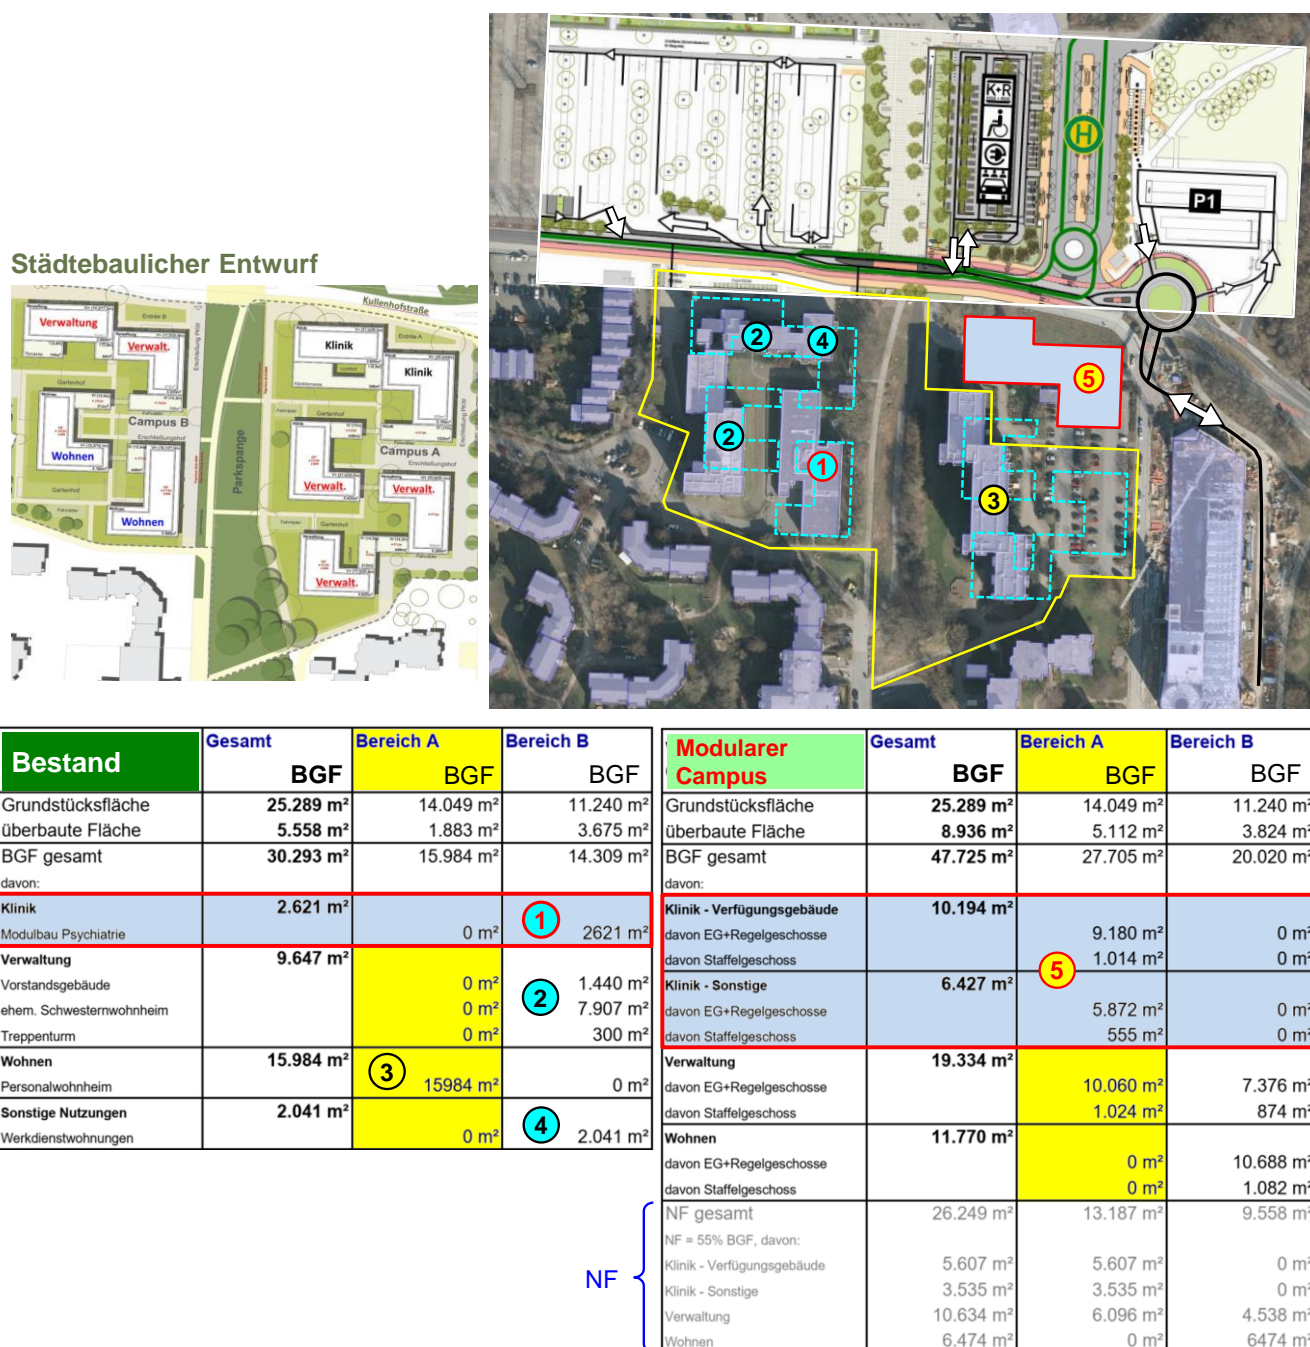 K+R
H
P1
Städtebaulicher Entwurf
Kullenhofstraße
Verwaltung
Verwalt.
Klinik
Klinik
Gartenhof
Campus B
Erschließungshof
Wohnen
Gartenhof
Wohnen
Parkspange
Gartenhof
Campus A
Erschließungshof
Verwalt.
Verwalt.
Gartenhof
Verwalt.
2
4
5
2
1
3
Bestand
Gesamt Bereich A Bereich B
BGF BGF BGF
Grundstücksfläche 25.289 m² 14.049 m² 11.240 m²
überbaute Fläche 5.558 m² 1.883 m² 3.675 m²
BGF gesamt 30.293 m² 15.984 m² 14.309 m²
davon:
Klinik 2.621 m²
Modulbau Psychiatrie 0 m² 1 2621 m²
Verwaltung 9.647 m²
Vorstandsgebäude 0 m² 1.440 m²
ehem. Schwesternwohnheim 0 m² 2 7.907 m²
Treppenturm 0 m² 300 m²
Wohnen 15.984 m² 3
Personalwohnheim 15984 m² 0 m²
Sonstige Nutzungen 2.041 m²
Werkdienstwohnungen 0 m² 4 2.041 m²
Modularer
Campus
Gesamt Bereich A Bereich B
BGF BGF BGF
Grundstücksfläche 25.289 m² 14.049 m² 11.240 m²
überbaute Fläche 8.936 m² 5.112 m² 3.824 m²
BGF gesamt 47.725 m² 27.705 m² 20.020 m²
davon:
Klinik - Verfügungsgebäude 10.194 m²
davon EG+Regelgeschosse 9.180 m² 0 m²
davon Staffelgeschoss 1.014 m² 0 m²
5
Klinik - Sonstige 6.427 m²
davon EG+Regelgeschosse 5.872 m² 0 m²
davon Staffelgeschoss 555 m² 0 m²
Verwaltung 19.334 m²
davon EG+Regelgeschosse 10.060 m² 7.376 m²
davon Staffelgeschoss 1.024 m² 874 m²
Wohnen 11.770 m²
davon EG+Regelgeschosse 0 m² 10.688 m²
davon Staffelgeschoss 0 m² 1.082 m²
NF
NF gesamt 26.249 m² 13.187 m² 9.558 m²
NF = 55% BGF, davon:
Klinik - Verfügungsgebäude 5.607 m² 5.607 m² 0 m²
Klinik - Sonstige 3.535 m² 3.535 m² 0 m²
Verwaltung 10.634 m² 6.096 m² 4.538 m²
Wohnen 6.474 m² 0 m² 6474 m²